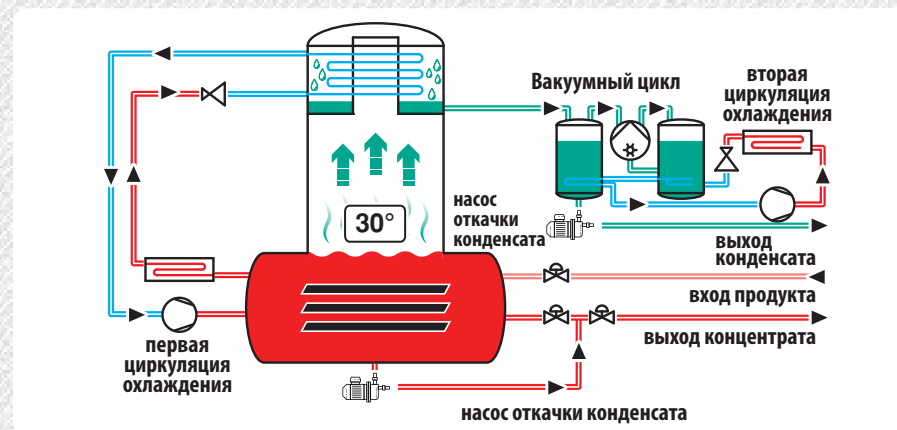 Вакуумный цикл
вторая
циркуляция
охлаждения
насос
откачки
конденсата
30°
выход
конденсата
вход продукта
выход концентрата
первая
циркуляция
охлаждения
насос откачки конденсата